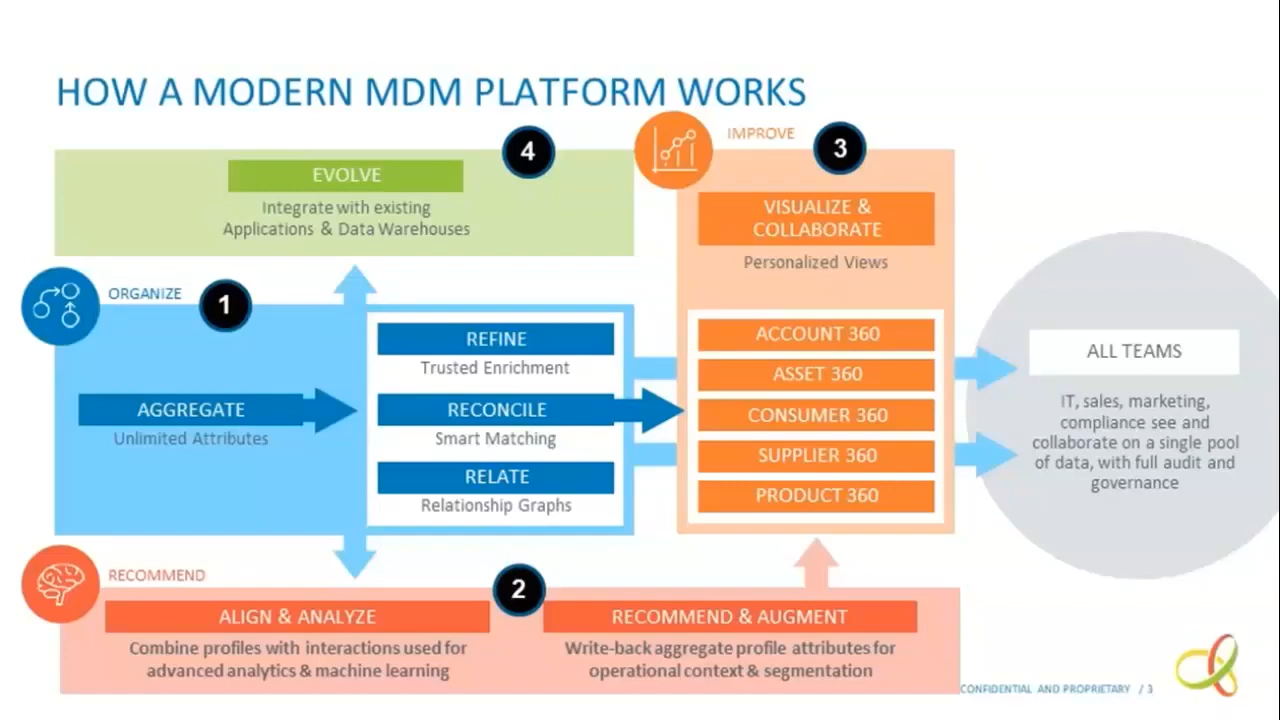 HOW A MODERN MDM PLATFORM WORKS
4
EVOLVE
Integrate with existing
Applications & Data Warehouses
IMPROVE
3
VISUALIZE &
COLLABORATE
Personalized Views
ORGANIZE
1
AGGREGATE
Unlimited Attributes
REFINE
Trusted Enrichment
RECONCILE
Smart Matching
RELATE
Relationship Graphs
ACCOUNT 360
ASSET 360
CONSUMER 360
SUPPLIER 360
PRODUCT 360
ALL TEAMS
IT, sales, marketing,
compliance see and
collaborate on a single pool
of data, with full audit and
governance
RECOMMEND
2
ALIGN & ANALYZE
Combine profiles with interactions used for
advanced analytics & machine learning
RECOMMEND & AUGMENT
Write-back aggregate profile attributes for
operational context & segmentation
CONFIDENTIAL AND PROPRIETARY / 3